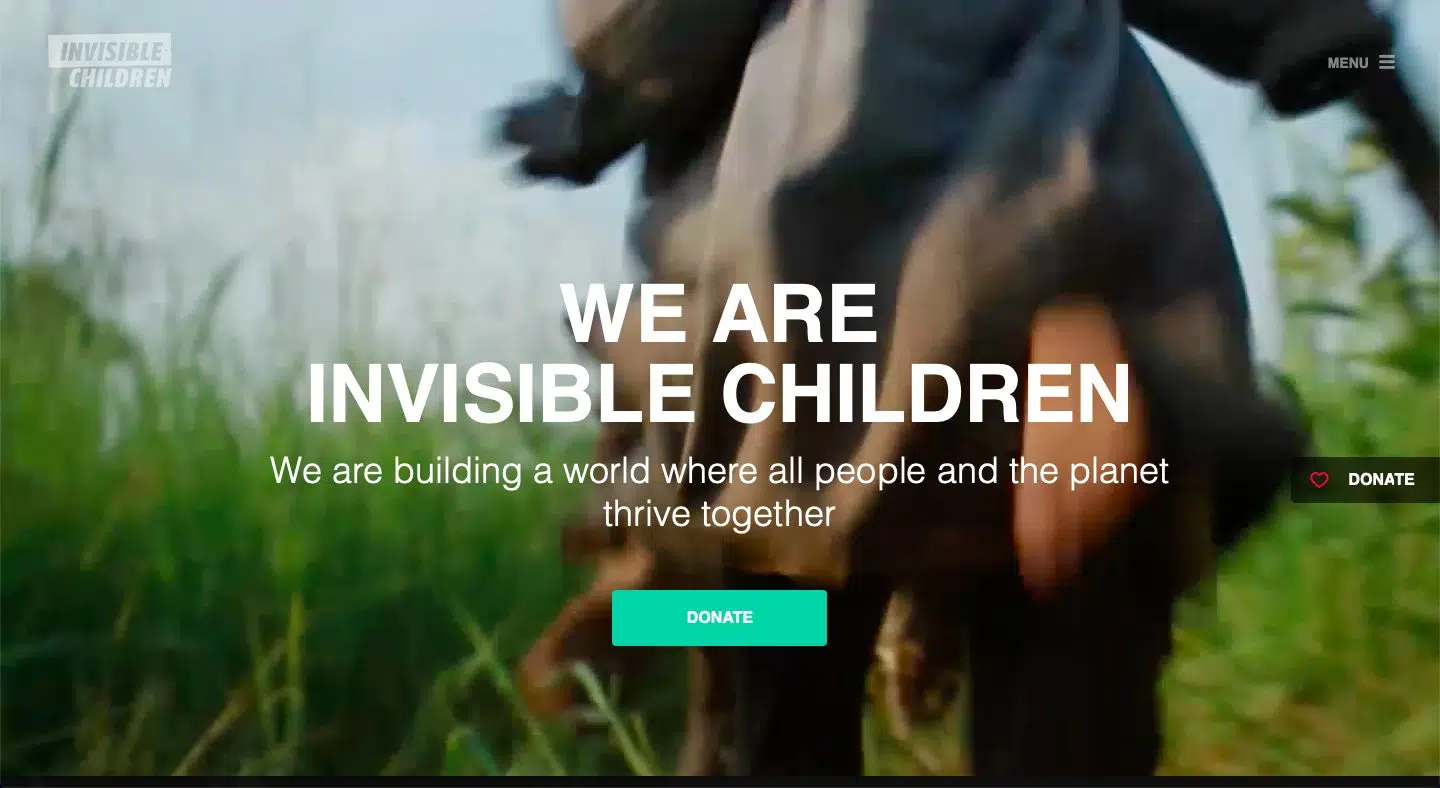 INVISIBLE
CHILDREN
MENU
WE ARE
INVISIBLE CHILDREN
We are building a world where all people and the planet
thrive together
DONATE
DONATE